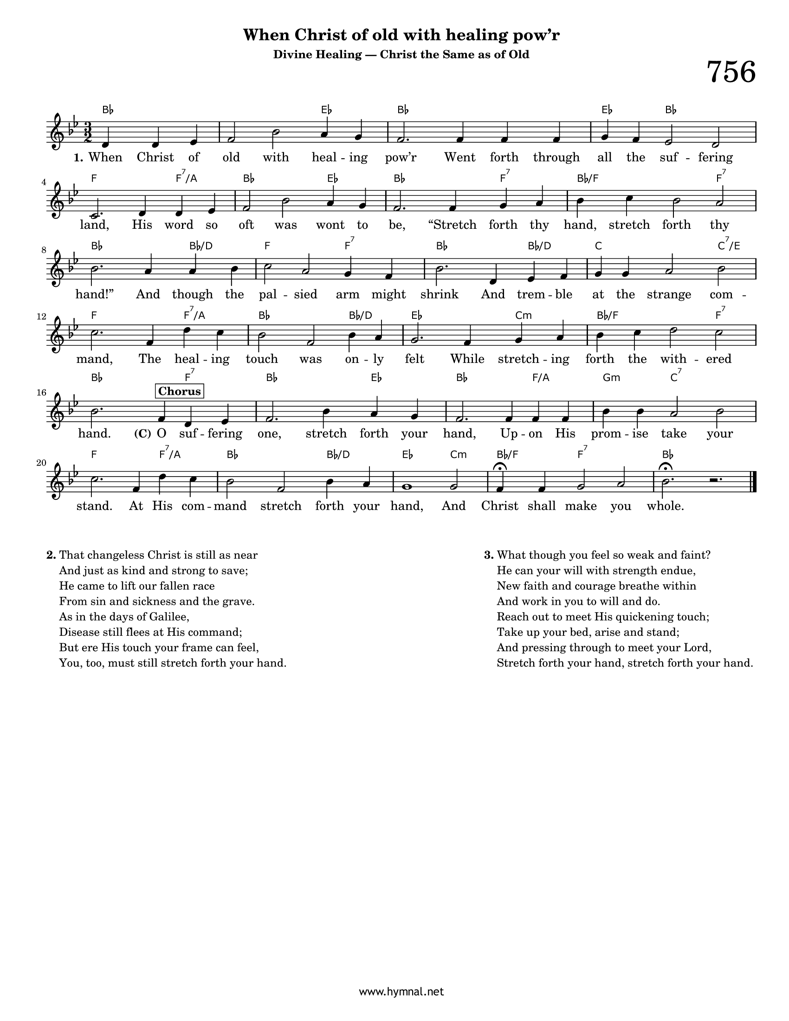 When Christ of old with healing pow’r
Divine Healing — Christ the Same as of Old
756
B♭ E♭ B♭ E♭ B♭
3
2
1. When Christ of old with heal - ing pow’r Went forth through all the suf - fering
4
F F7/A B♭ E♭ B♭ F7 B♭/F F7
land, His word so oft was wont to be, “Stretch forth thy hand, stretch forth thy
8
B♭ B♭/D F F7 B♭ B♭/D C C7/E
hand!” And though the pal - sied arm might shrink And trem - ble at the strange com -
12
F F7/A B♭ B♭/D E♭ Cm B♭/F F7
mand, The heal - ing touch was on - ly felt While stretch - ing forth the with - ered
B♭ F7 B♭ E♭ B♭ F/A Gm C7
16
Chorus
hand. (C) O suf - fering one, stretch forth your hand, Up - on His prom - ise take your
20
F F7/A B♭ B♭/D E♭ Cm B♭/F F7 B♭
stand. At His com - mand stretch forth your hand, And Christ shall make you whole.
2. That changeless Christ is still as near
And just as kind and strong to save;
He came to lift our fallen race
From sin and sickness and the grave.
As in the days of Galilee,
Disease still flees at His command;
But ere His touch your frame can feel,
You, too, must still stretch forth your hand.
3. What though you feel so weak and faint?
He can your will with strength endue,
New faith and courage breathe within
And work in you to will and do.
Reach out to meet His quickening touch;
Take up your bed, arise and stand;
And pressing through to meet your Lord,
Stretch forth your hand, stretch forth your hand.
www.hymnal.net